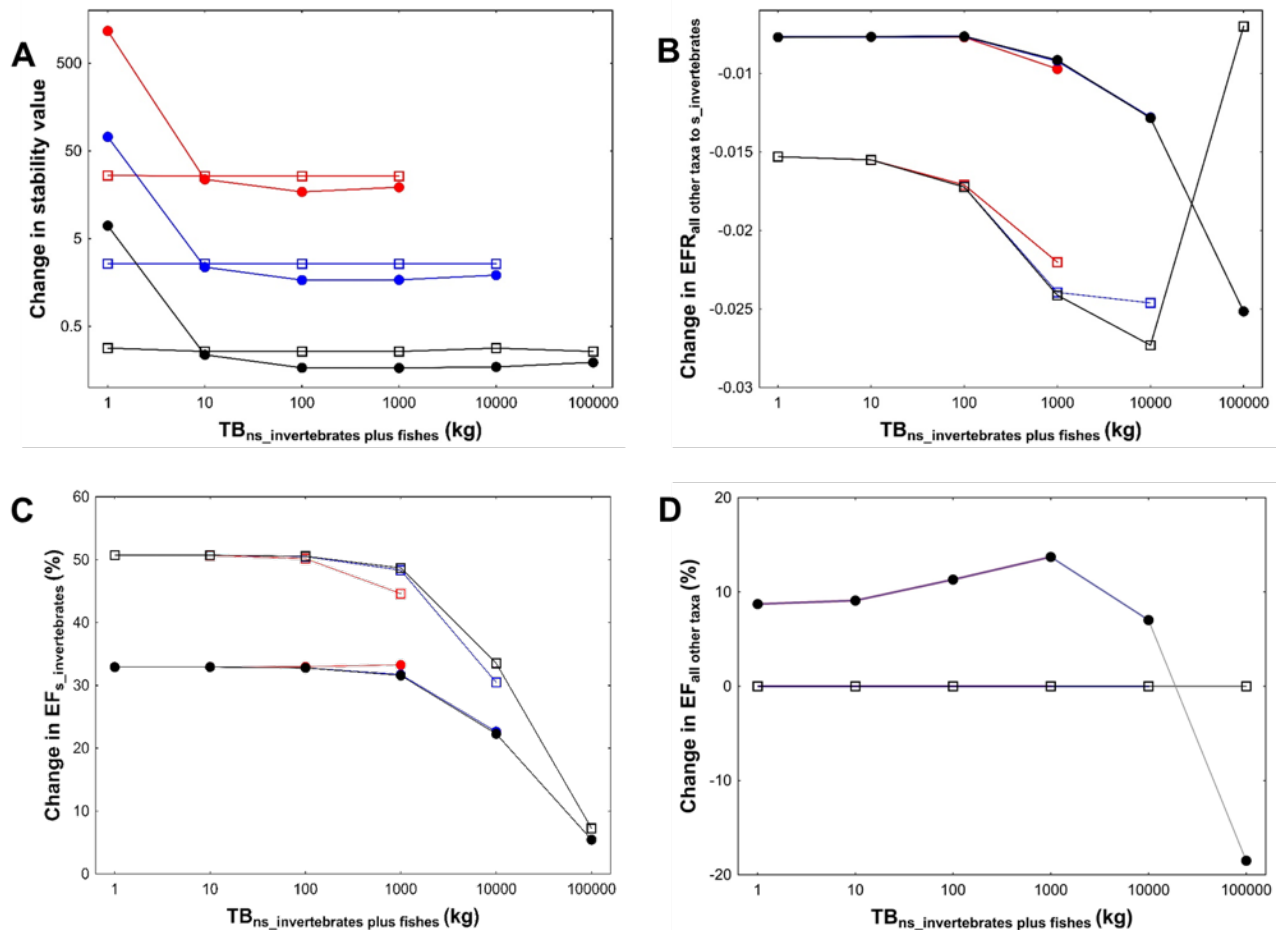 A
Change in stability value
500
50
5
0.5
1 10 100 1000 10000 100000
TBns_invertebrates plus fishes (kg)
B
Change in EFRall other taxa to s_invertebrates
-0.01
-0.015
-0.02
-0.025
-0.03
1 10 100 1000 10000 100000
TBns_invertebrates plus fishes (kg)
C
Change in EFs_invertebrates (%)
60
50
40
30
20
10
0
1 10 100 1000 10000 100000
TBns_invertebrates plus fishes (kg)
D
Change in EFall other taxa (%)
20
10
0
-10
-20
1 10 100 1000 10000 100000
TBns_invertebrates plus fishes (kg)